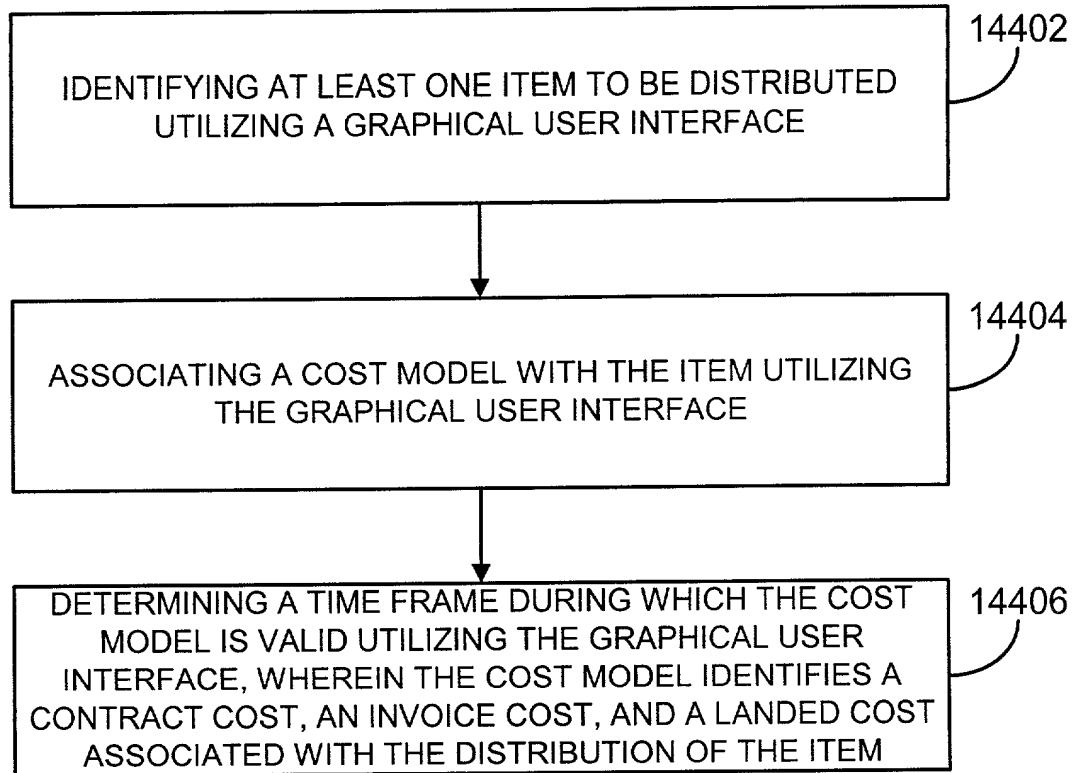 14402
IDENTIFYING AT LEAST ONE ITEM TO BE DISTRIBUTED
UTILIZING A GRAPHICAL USER INTERFACE
14404
ASSOCIATING A COST MODEL WITH THE ITEM UTILIZING
THE GRAPHICAL USER INTERFACE
14406
DETERMINING A TIME FRAME DURING WHICH THE COST
MODEL IS VALID UTILIZING THE GRAPHICAL USER
INTERFACE, WHEREIN THE COST MODEL IDENTIFIES A
CONTRACT COST, AN INVOICE COST, AND A LANDED COST
ASSOCIATED WITH THE DISTRIBUTION OF THE ITEM